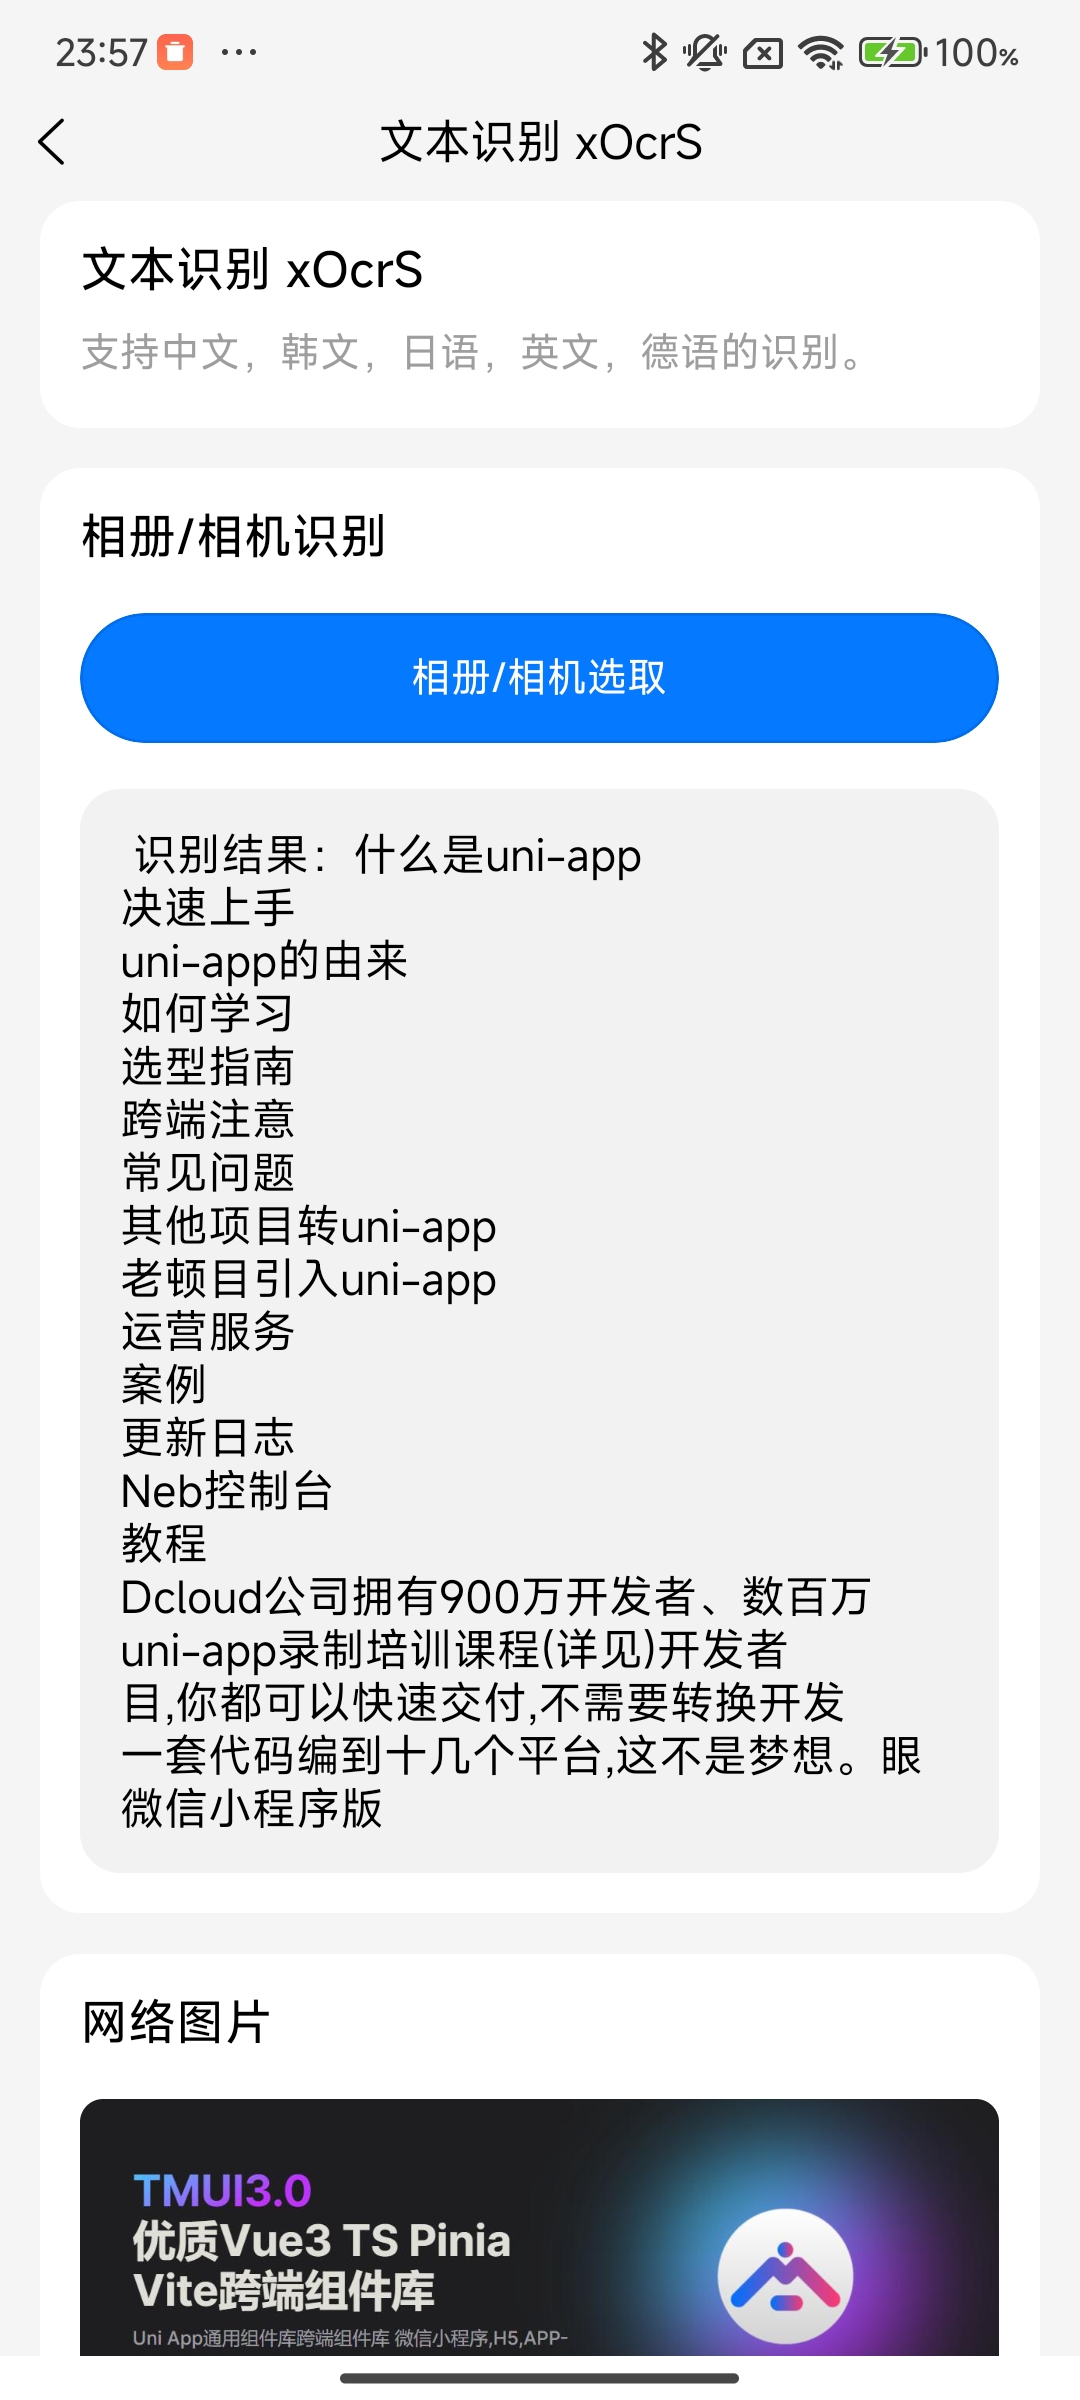 23:57
100%
文本识别 xOcrS
文本识别 xOcrS
支持中文，韩文，日语，英文，德语的识别。
相册/相机识别
相册/相机选取
识别结果：什么是uni-app
决速上手
uni-app的由来
如何学习
选型指南
跨端注意
常见问题
其他项目转uni-app
老顿目引入uni-app
运营服务
案例
更新日志
Neb控制台
教程
Dcloud公司拥有900万开发者、数百万
uni-app录制培训课程(详见)开发者
目,你都可以快速交付,不需要转换开发
一套代码编到十几个平台,这不是梦想。眼
微信小程序版
网络图片
TMUI3.0
优质Vue3 TS Pinia
Vite跨端组件库
Uni App通用组件库跨端组件库 微信小程序,H5,APP-